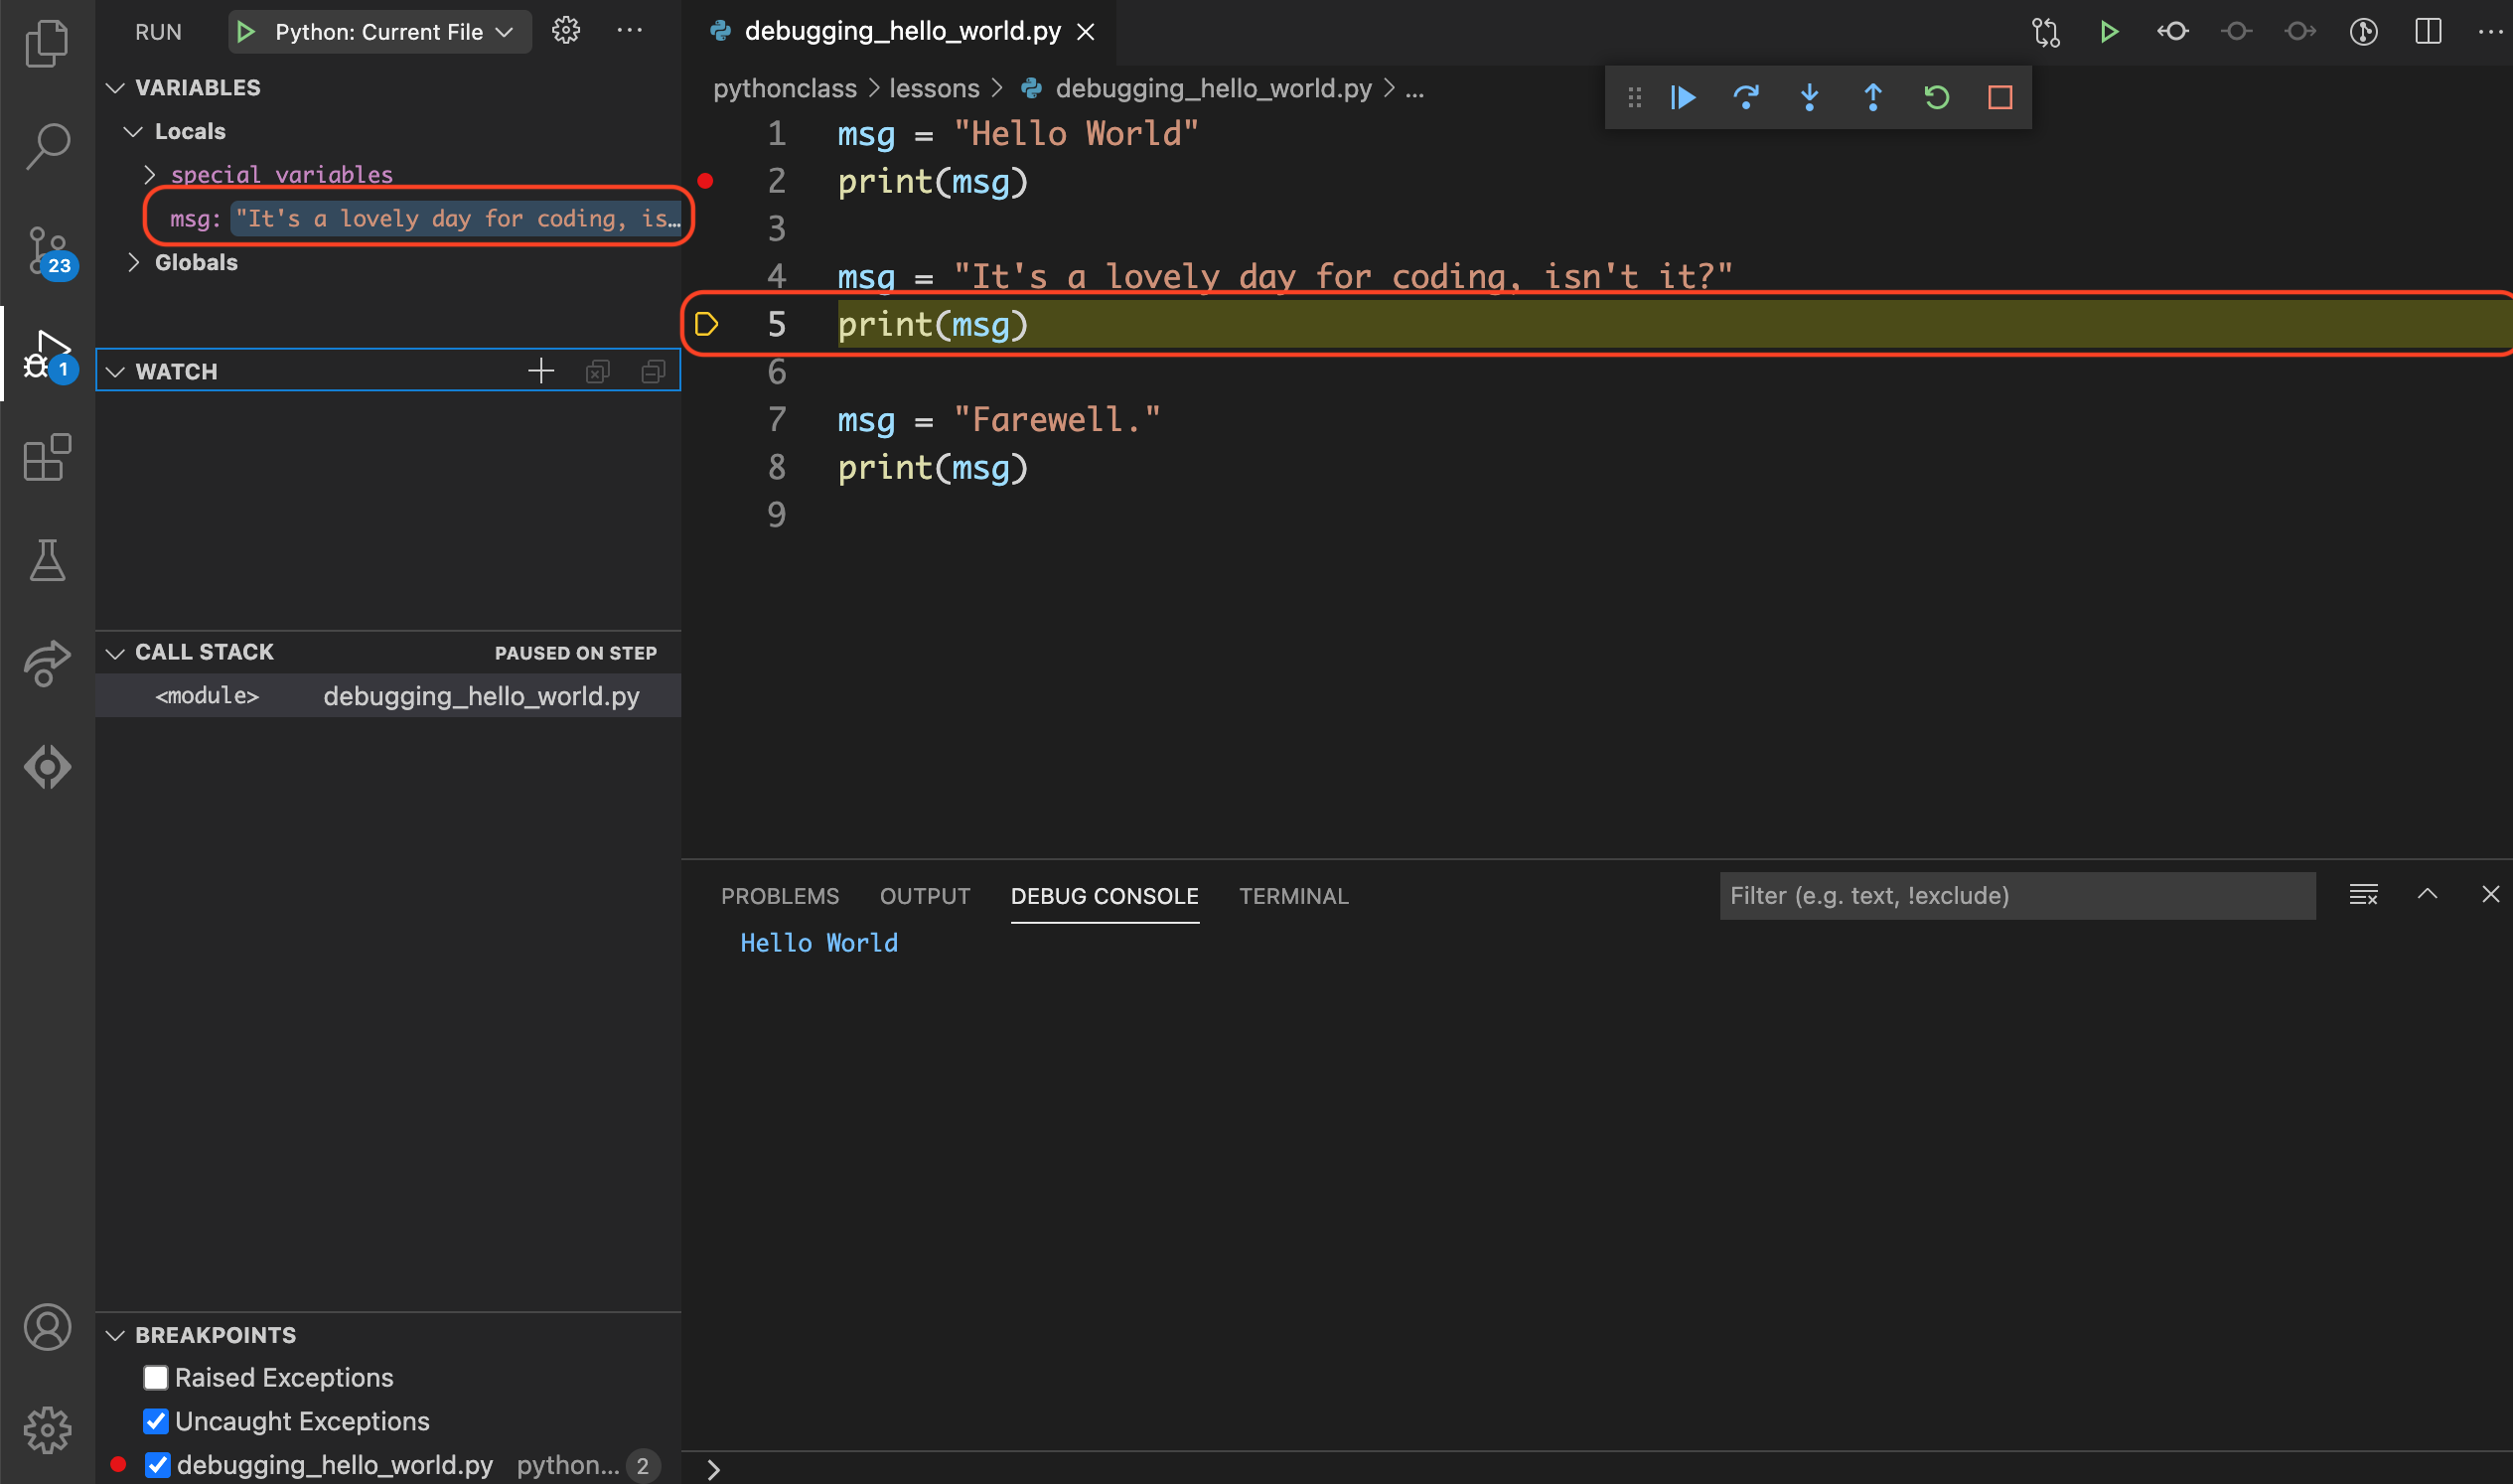 RUN Python: Current File
VARIABLES
Locals
special variables
msg: "It's a lovely day for coding, is…
Globals
23
1
WATCH
CALL STACK PAUSED ON STEP
<module> debugging_hello_world.py
BREAKPOINTS
Raised Exceptions
Uncaught Exceptions
debugging_hello_world.py python... 2
debugging_hello_world.py
pythonclass > lessons > debugging_hello_world.py > ...
1 msg = "Hello World"
2 print(msg)
3
4 msg = "It's a lovely day for coding, isn't it?"
5 print(msg)
6
7 msg = "Farewell."
8 print(msg)
9
PROBLEMS OUTPUT DEBUG CONSOLE TERMINAL Filter (e.g. text, !exclude)
Hello World